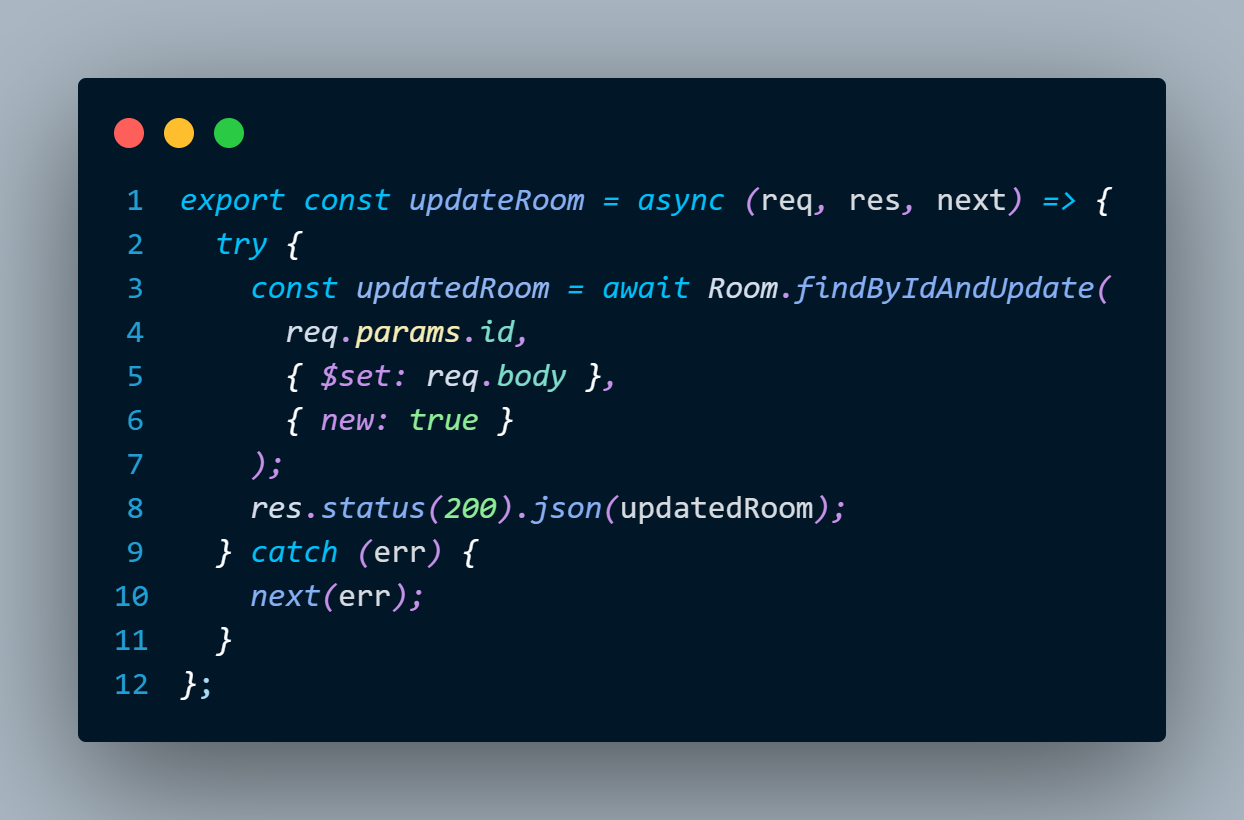 1 export const updateRoom = async (req, res, next) => {
2   try {
3     const updatedRoom = await Room.findByIdAndUpdate(
4       req.params.id,
5       { $set: req.body },
6       { new: true }
7     );
8     res.status(200).json(updatedRoom);
9   } catch (err) {
10     next(err);
11   }
12 };